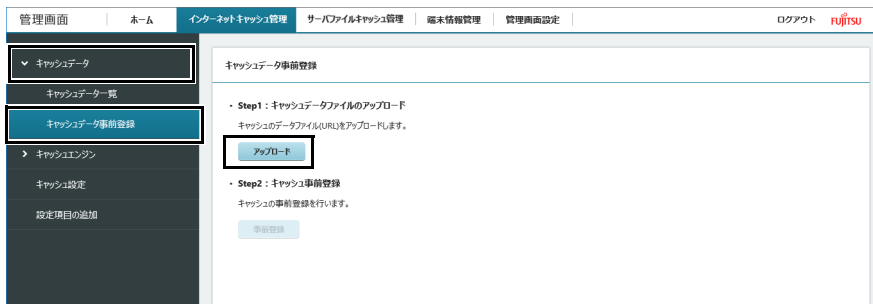 管理画面 ホーム インターネットキャッシュ管理 サーバファイルキャッシュ管理 端末情報管理 管理画面設定 ログアウト FUJITSU
キャッシュデータ
キャッシュデータ一覧
キャッシュデータ事前登録
キャッシュエンジン
キャッシュ設定
設定項目の追加
キャッシュデータ事前登録
・ Step1:キャッシュデータファイルのアップロード
キャッシュのデータファイル(URL)をアップロードします。
アップロード
・ Step2:キャッシュ事前登録
キャッシュの事前登録を行います。
事前登録